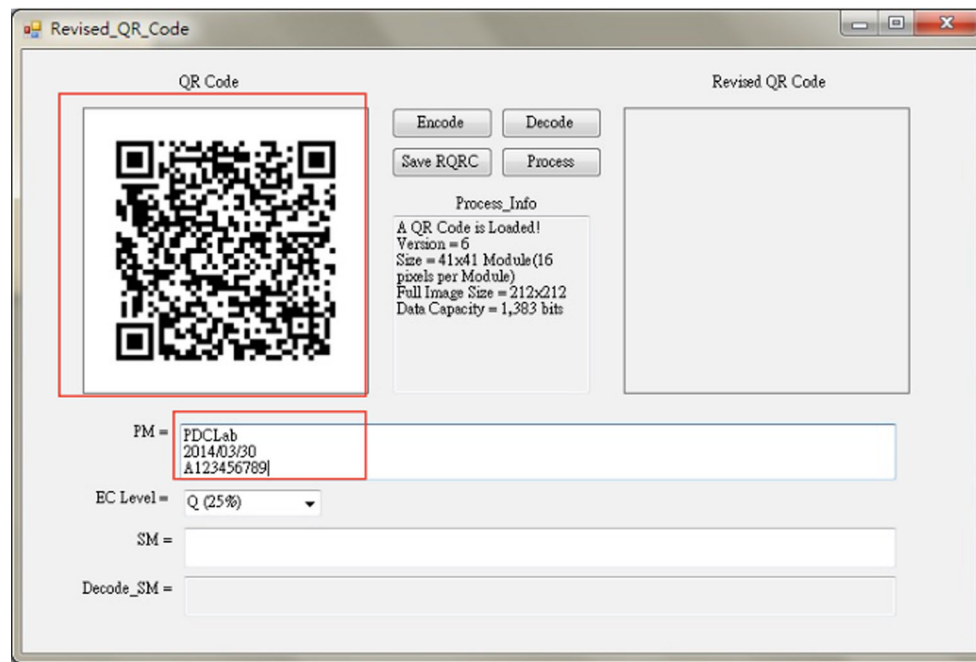 Revised_QR_Code
QR Code
Revised QR Code
Encode
Decode
Save RQRC
Process
Process_Info
A QR Code is Loaded!
Version = 6
Size = 41x41 Module(16
pixels per Module)
Full Image Size = 212x212
Data Capacity = 1,383 bits
PM =
PDCLab
2014/03/30
A123456789
EC Level =
Q (25%)
SM =
Decode_SM =